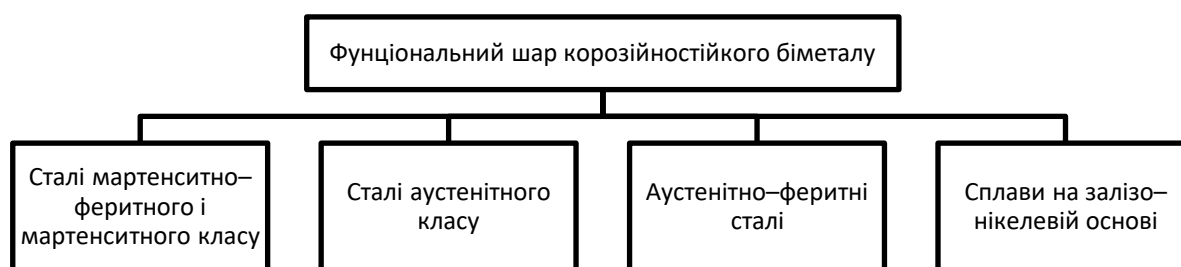 Фунціональний шар корозійностійкого біметалу
Сталі мартенситно–
феритного і
мартенситного класу
Сталі аустенітного
класу
Аустенітно–феритні
сталі
Сплави на залізо–
нікелевій основі